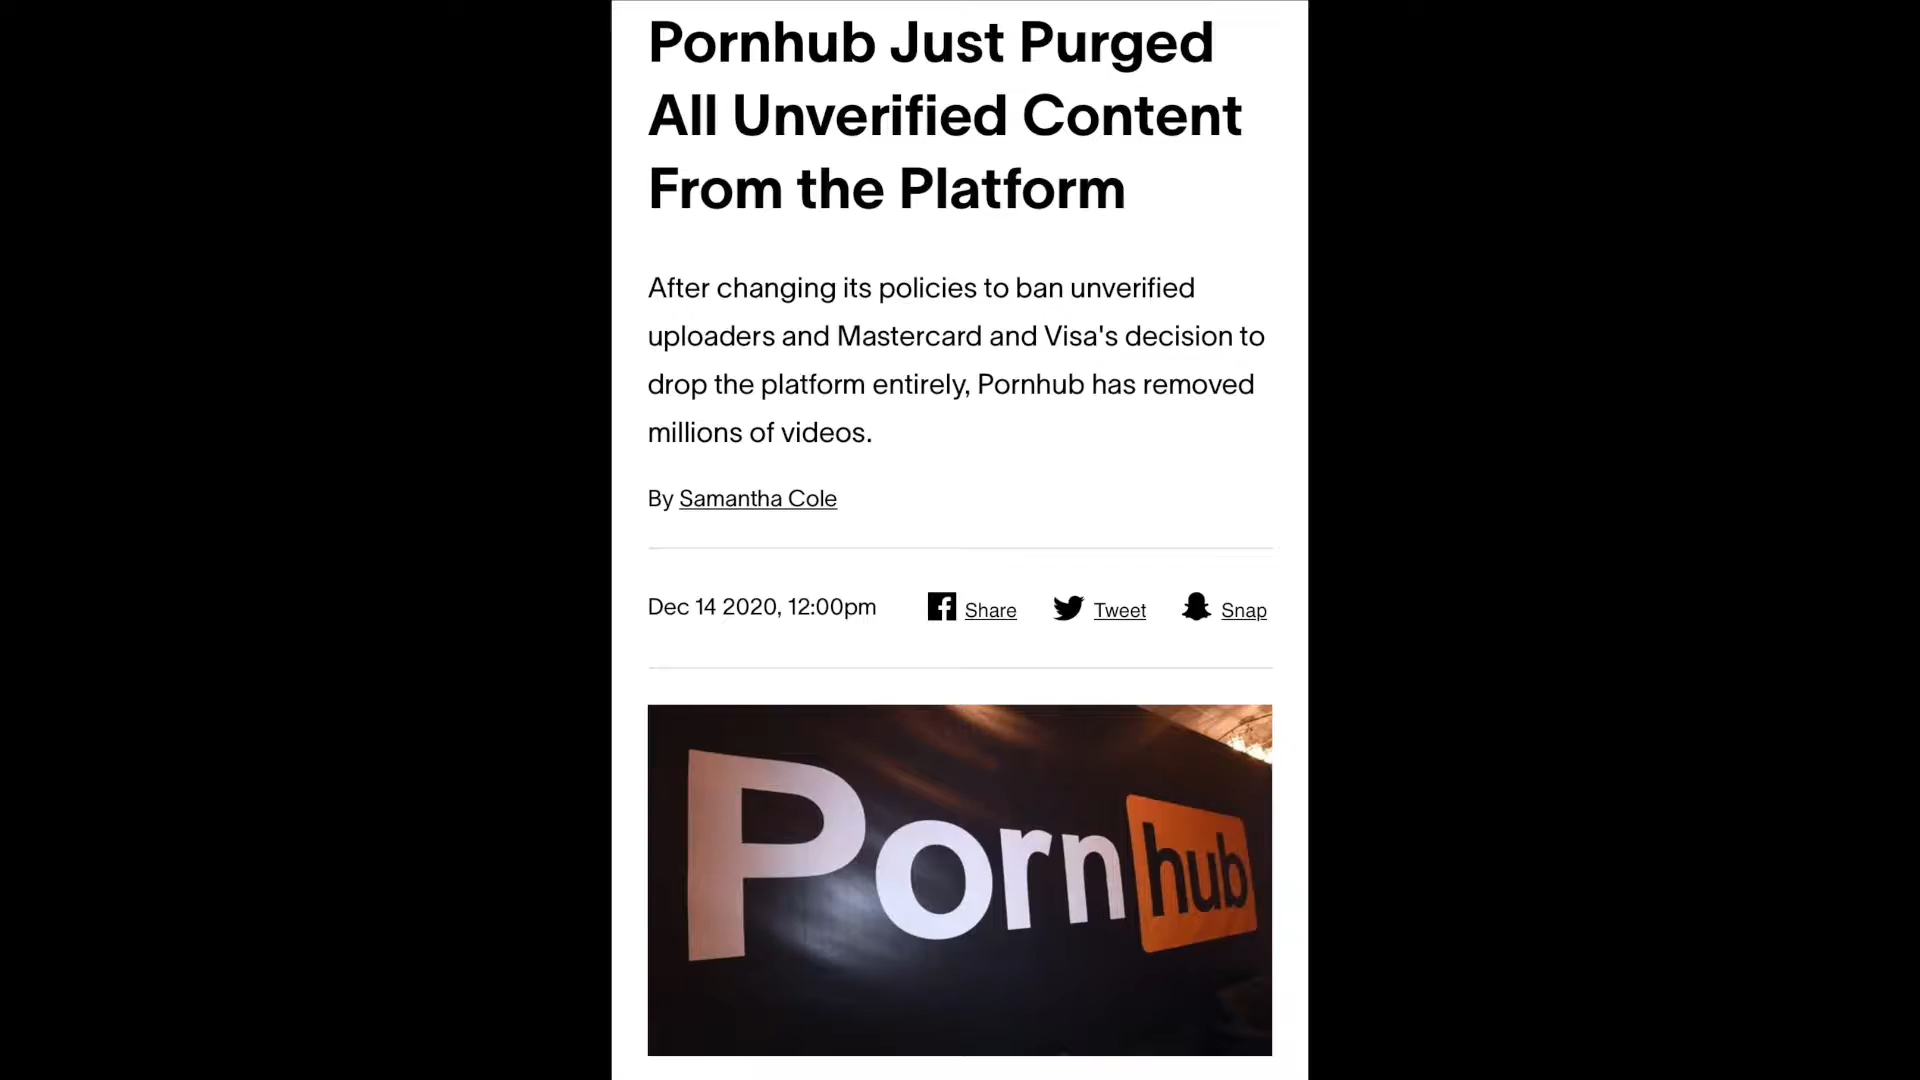 Pornhub Just Purged
All Unverified Content
From the Platform
After changing its policies to ban unverified
uploaders and Mastercard and Visa's decision to
drop the platform entirely, Pornhub has removed
millions of videos.
By Samantha Cole
Dec 14 2020, 12:00pm Share Tweet Snap
Pornhub